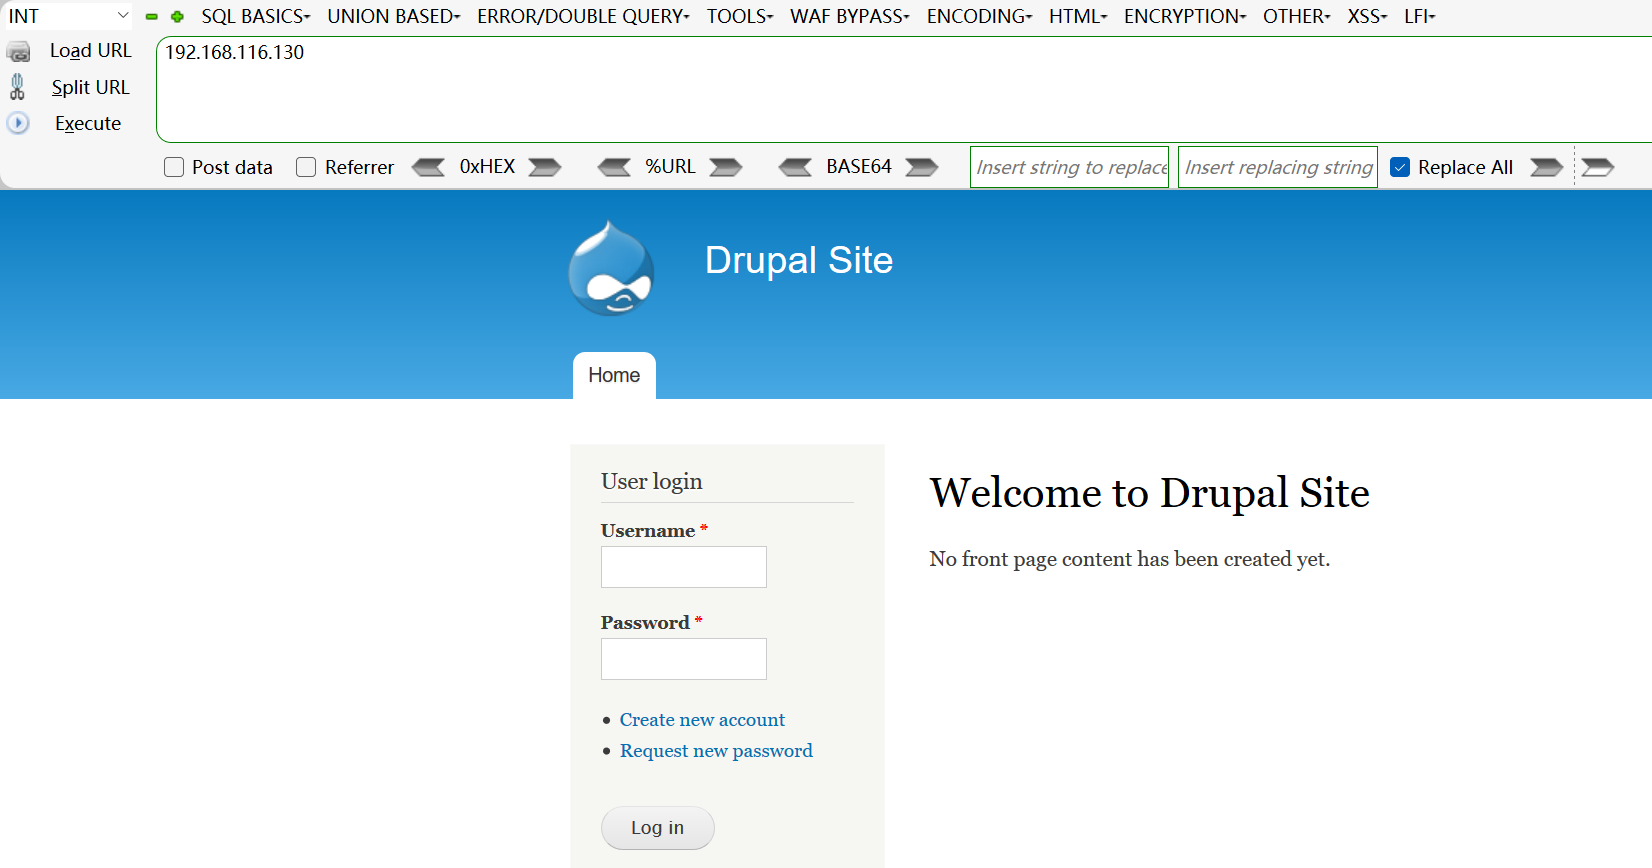 INT SQL BASICS UNION BASED ERROR/DOUBLE QUERY TOOLS WAF BYPASS ENCODING HTML ENCRYPTION OTHER XSS LFI
Load URL 192.168.116.130
Split URL
Execute
Post data Referrer 0xHEX %URL BASE64 Insert string to replace Insert replacing string Replace All
Drupal Site
Home
User login
Username *
Password *
Create new account
Request new password
Log in
Welcome to Drupal Site
No front page content has been created yet.